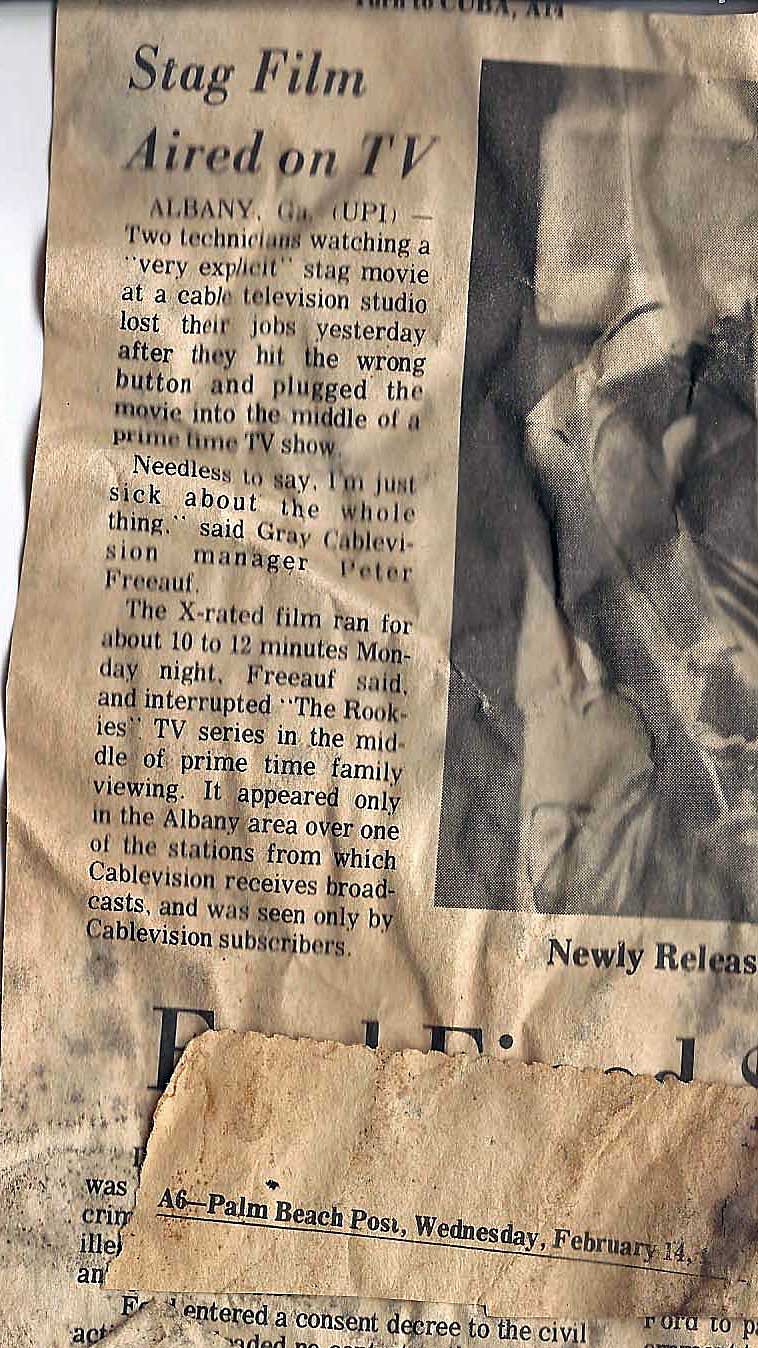 Turn to CUBA, A14
Stag Film
Aired on TV
ALBANY, Ga. (UPI) —
Two technicians watching a
"very explicit" stag movie
at a cable television studio
lost their jobs yesterday
after they hit the wrong
button and plugged the
movie into the middle of a
prime time TV show.
Needless to say, I'm just
sick about the whole
thing." said Gray Cablevi-
sion manager Peter
Freeauf.
The X-rated film ran for
about 10 to 12 minutes Mon-
day night, Freeauf said,
and interrupted "The Rook-
ies" TV series in the mid-
dle of prime time family
viewing. It appeared only
in the Albany area over one
of the stations from which
Cablevision receives broad-
casts, and was seen only by
Cablevision subscribers.
Newly Releas
was
A6—Palm Beach Post, Wednesday, February 14,
entered a consent decree to the civil